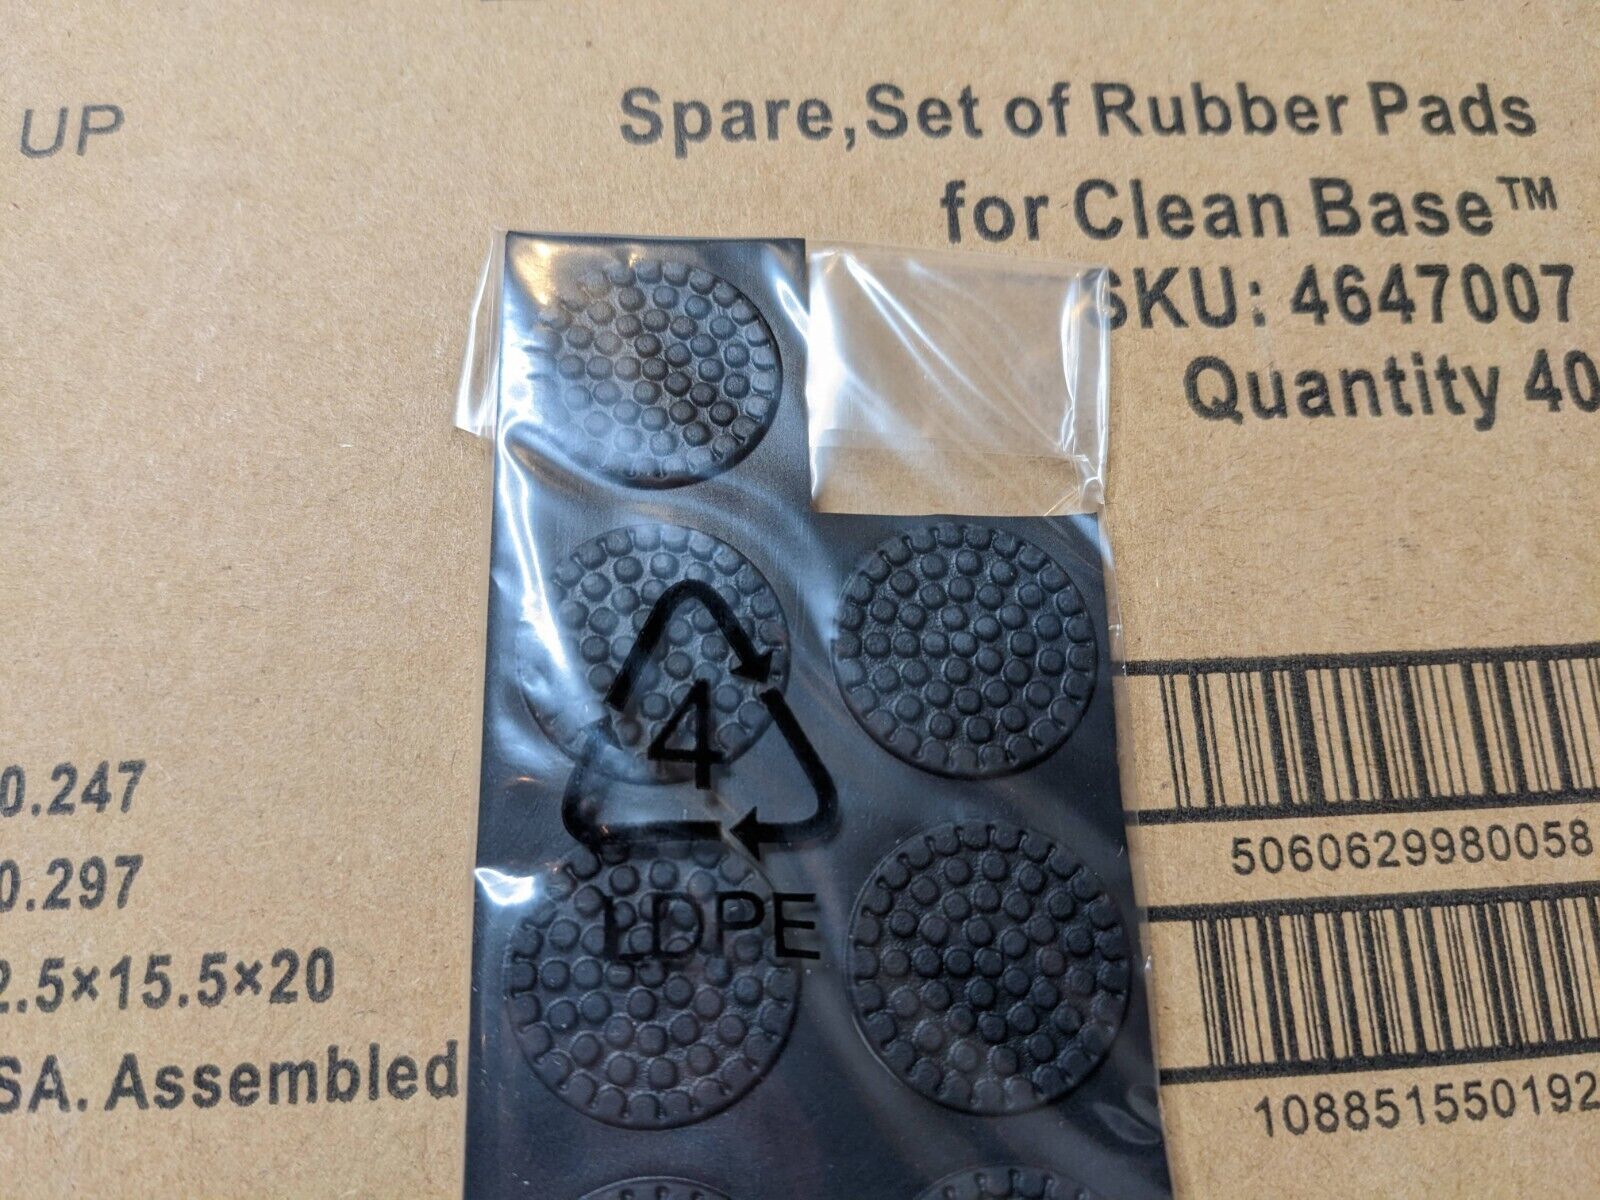 UP
Spare,Set of Rubber Pads
for Clean Base™
SKU: 4647007
Quantity 40
4
LDPE
5060629980058
0.247
0.297
2.5×15.5×20
SA. Assembled
108851550192